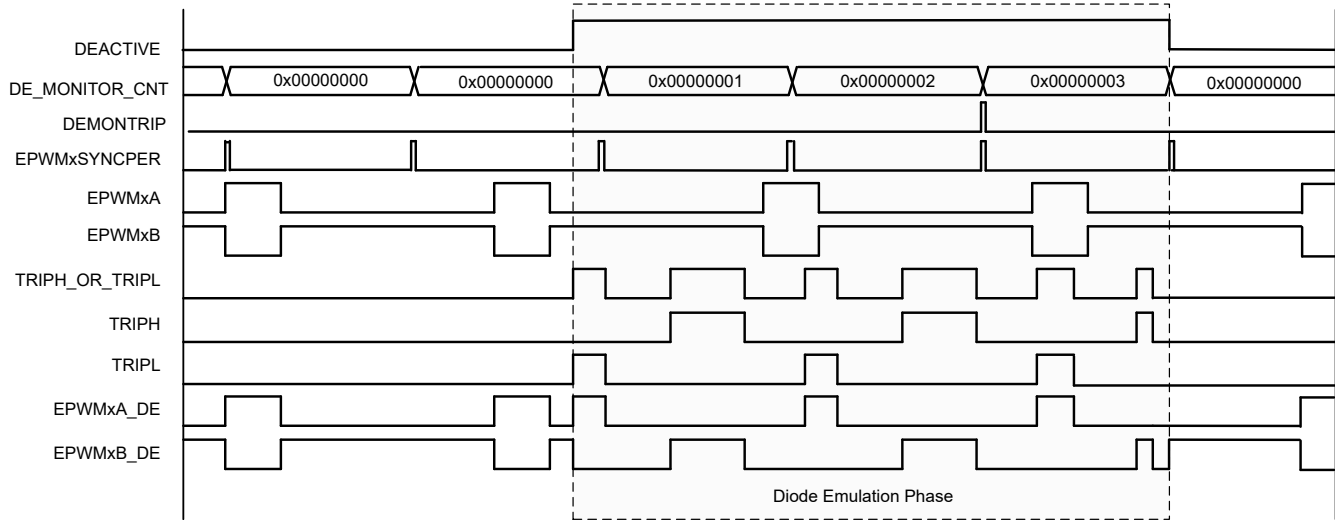 DEACTIVE
DE_MONITOR_CNT 0x00000000 0x00000000 0x00000001 0x00000002 0x00000003 0x00000000
DEMONTRIP
EPWMxSYNCPER
EPWMxA
EPWMxB
TRIPH_OR_TRIPL
TRIPH
TRIPL
EPWMxA_DE
EPWMxB_DE
Diode Emulation Phase